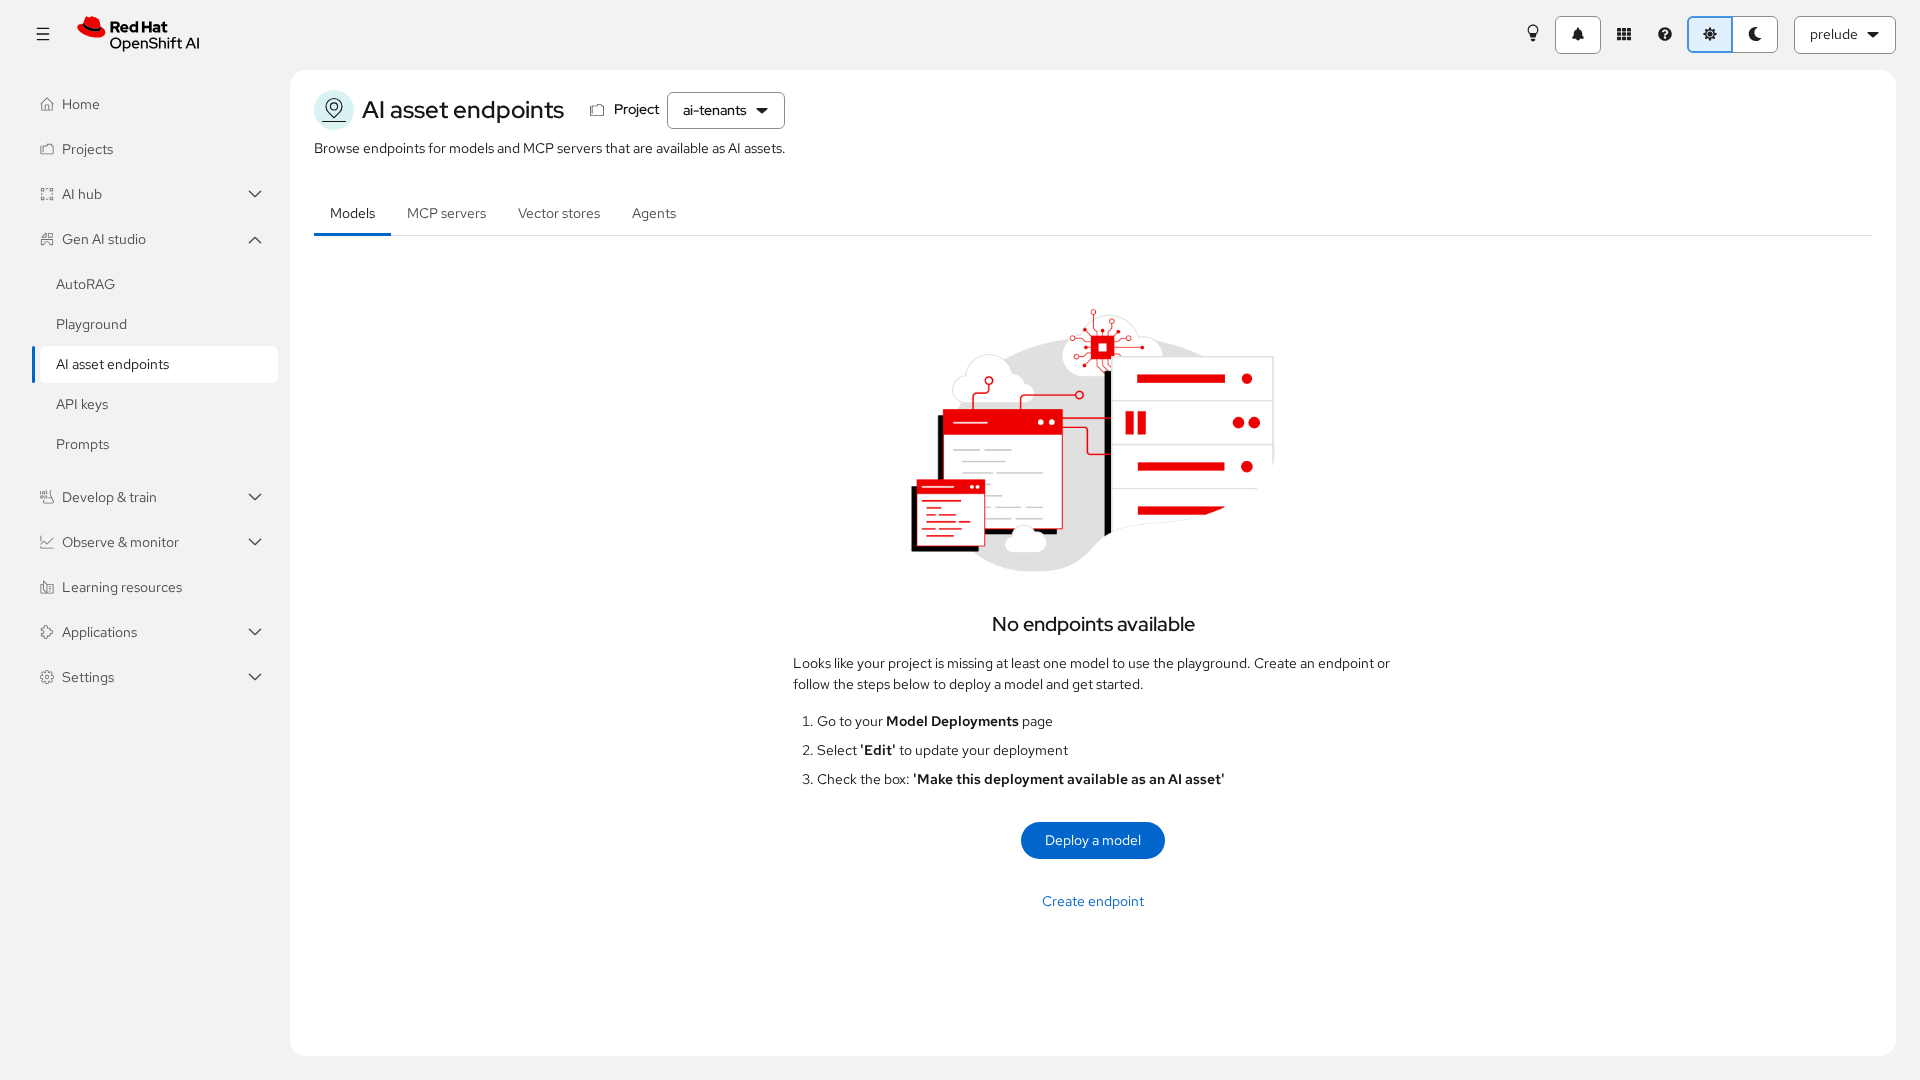 Red Hat
OpenShift AI
prelude
Home
Projects
AI hub
Gen AI studio
AutoRAG
Playground
AI asset endpoints
API keys
Prompts
Develop & train
Observe & monitor
Learning resources
Applications
Settings
AI asset endpoints
Project
ai-tenants
Browse endpoints for models and MCP servers that are available as AI assets.
Models MCP servers Vector stores Agents
No endpoints available
Looks like your project is missing at least one model to use the playground. Create an endpoint or
follow the steps below to deploy a model and get started.
1. Go to your Model Deployments page
2. Select 'Edit' to update your deployment
3. Check the box: 'Make this deployment available as an AI asset'
Deploy a model
Create endpoint